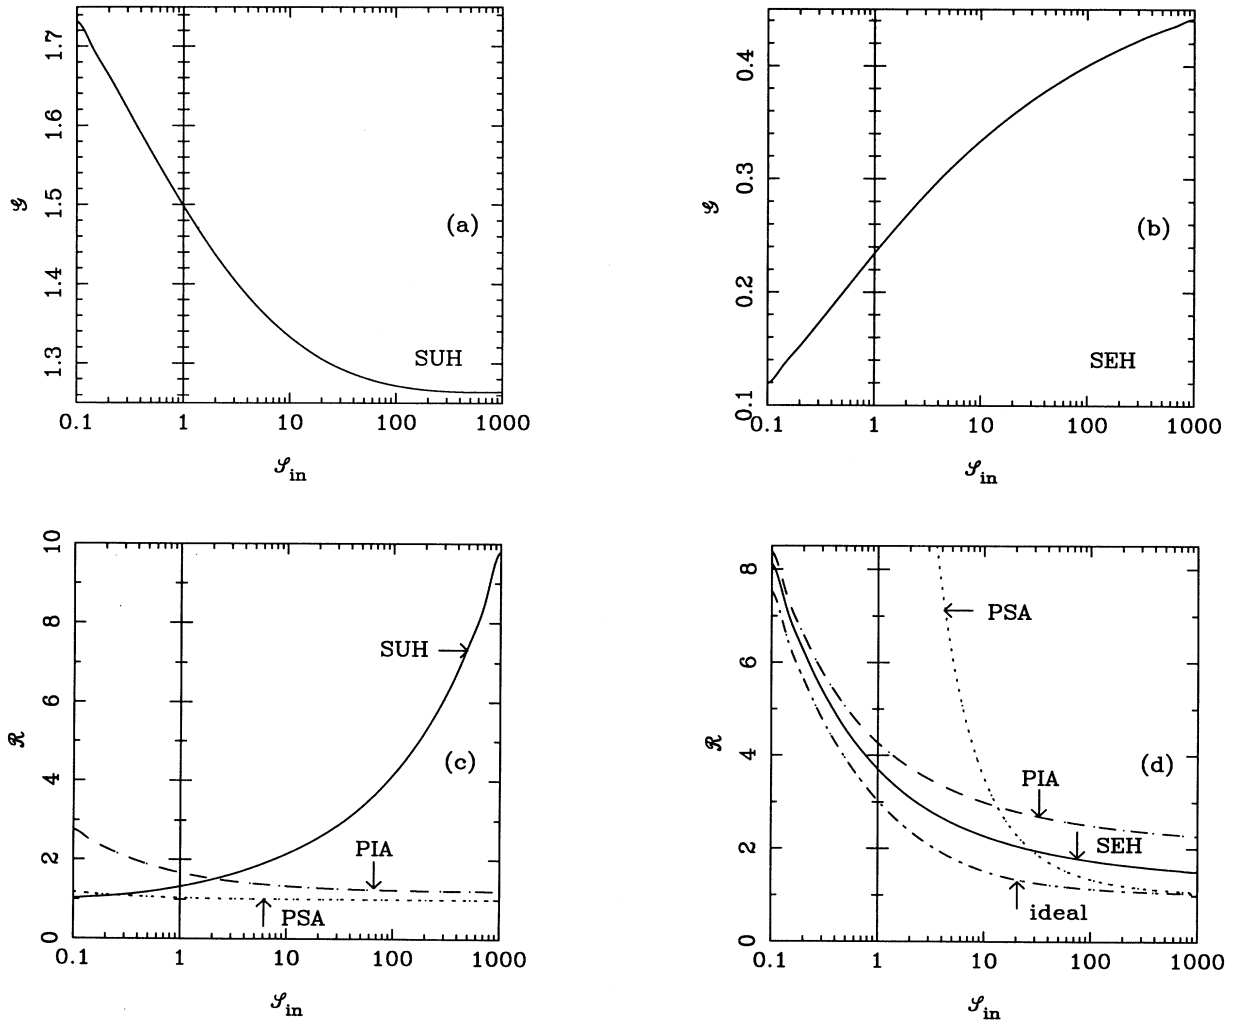 1.7
1.6
1.5
1.4
1.3
𝒢
(a)
SUH
0.1 1 10 100 1000
𝒮in
0.4
0.3
0.2
0.1
𝒢
(b)
SEH
0.1 1 10 100 1000
𝒮in
10
8
6
4
2
0
ℛ
SUH
(c)
PIA
PSA
0.1 1 10 100 1000
𝒮in
8
6
4
2
0
ℛ
PSA
(d)
PIA
SEH
ideal
0.1 1 10 100 1000
𝒮in